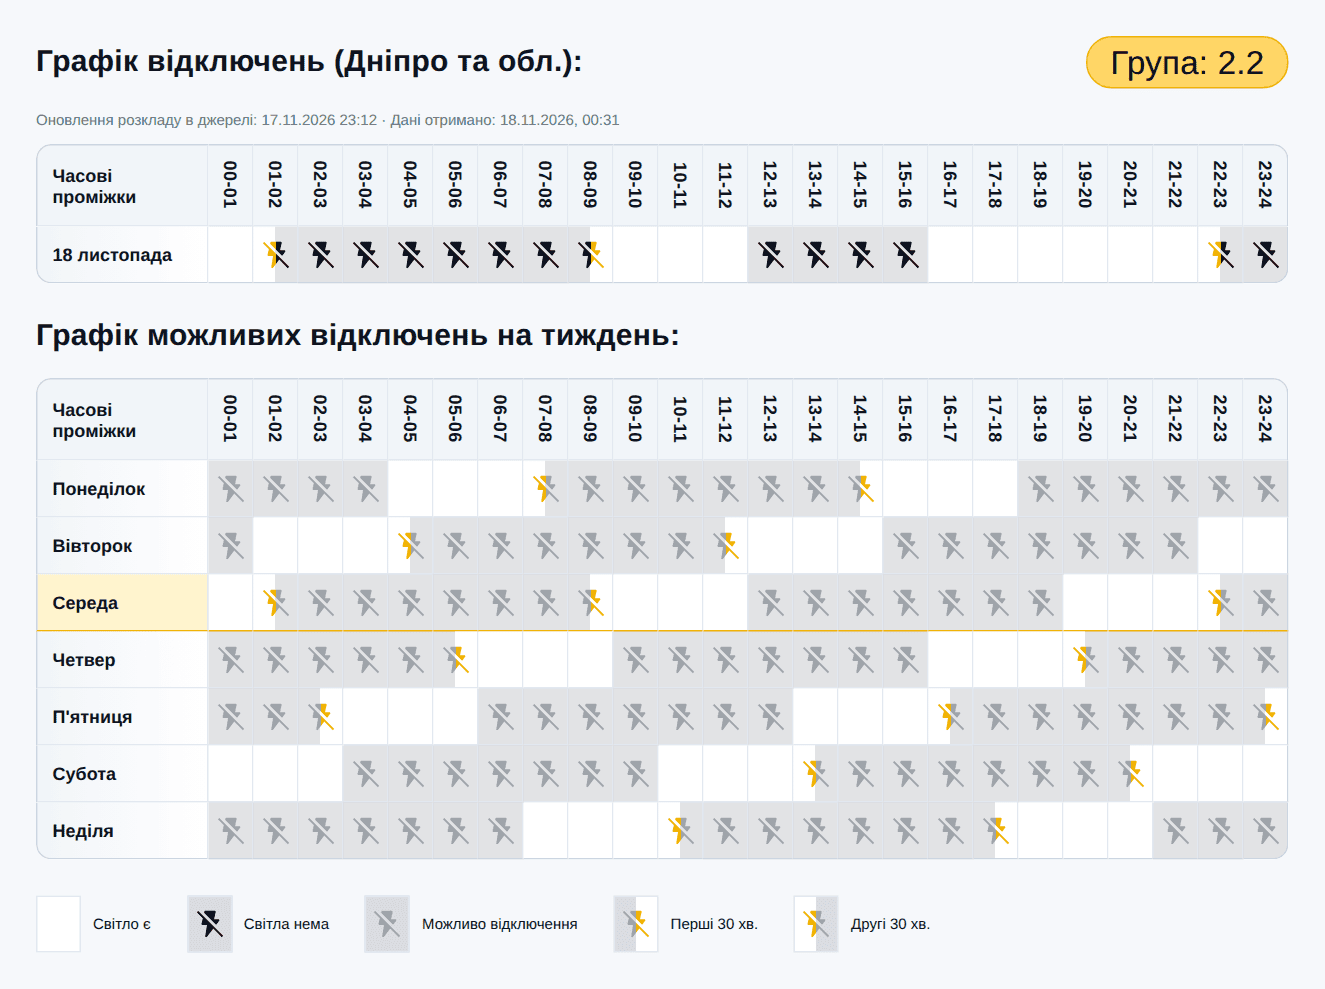 Графік відключень (Дніпро та обл.):
Група: 2.2
Оновлення розкладу в джерелі: 17.11.2026 23:12 · Дані отримано: 18.11.2026, 00:31
Часові проміжки 00-01 01-02 02-03 03-04 04-05 05-06 06-07 07-08 08-09 09-10 10-11 11-12 12-13 13-14 14-15 15-16 16-17 17-18 18-19 19-20 20-21 21-22 22-23 23-24
18 листопада
Графік можливих відключень на тиждень:
Часові проміжки 00-01 01-02 02-03 03-04 04-05 05-06 06-07 07-08 08-09 09-10 10-11 11-12 12-13 13-14 14-15 15-16 16-17 17-18 18-19 19-20 20-21 21-22 22-23 23-24
Понеділок
Вівторок
Середа
Четвер
П'ятниця
Субота
Неділя
Світло є Світла нема Можливо відключення Перші 30 хв. Другі 30 хв.